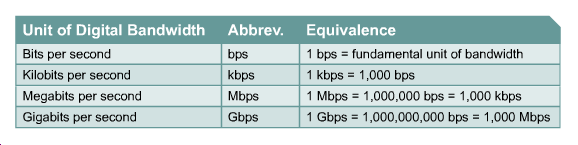 Unit of Digital Bandwidth Abbrev. Equivalence
Bits per second bps 1 bps = fundamental unit of bandwidth
Kilobits per second kbps 1 kbps = 1,000 bps
Megabits per second Mbps 1 Mbps = 1,000,000 bps = 1,000 kbps
Gigabits per second Gbps 1 Gbps = 1,000,000,000 bps = 1,000 Mbps